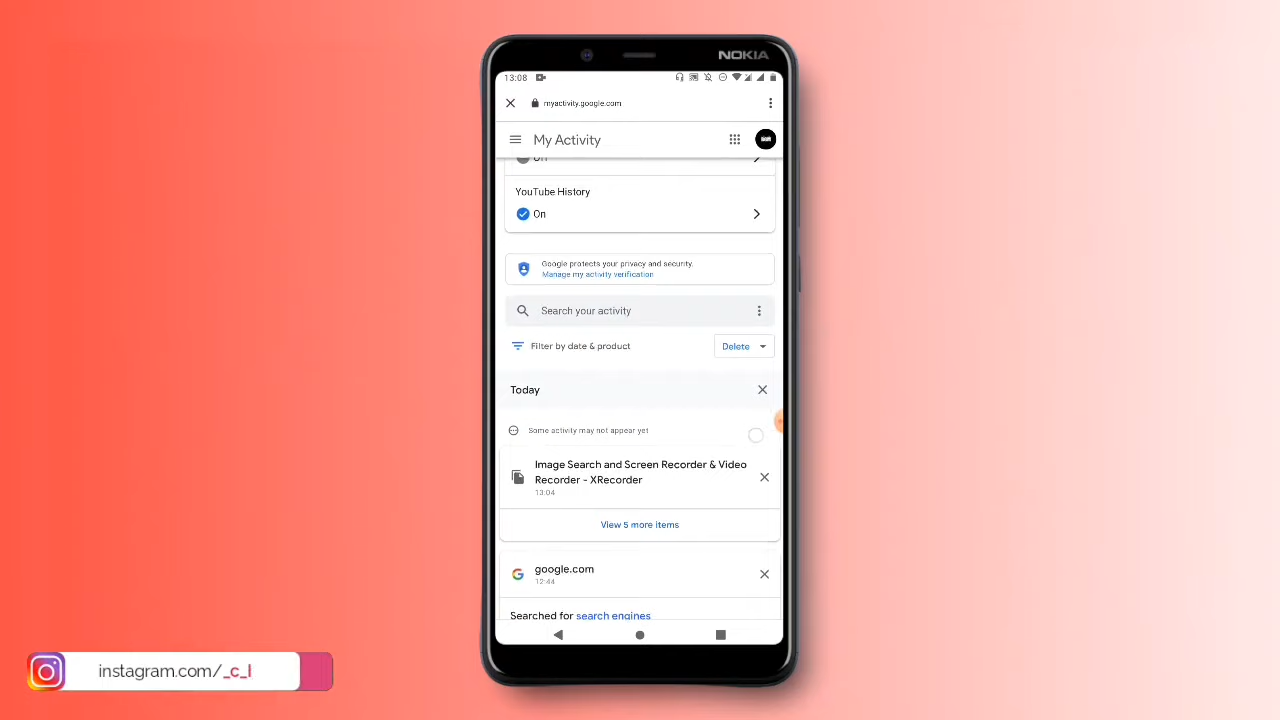 NOKIA
13:08
myactivity.google.com
My Activity
On
YouTube History
On
Google protects your privacy and security.
Manage my activity verification
Search your activity
Filter by date & product
Delete
Today
Some activity may not appear yet
Image Search and Screen Recorder & Video
Recorder - XRecorder
13:04
View 5 more items
google.com
12:44
Searched for search engines
instagram.com/_c_l